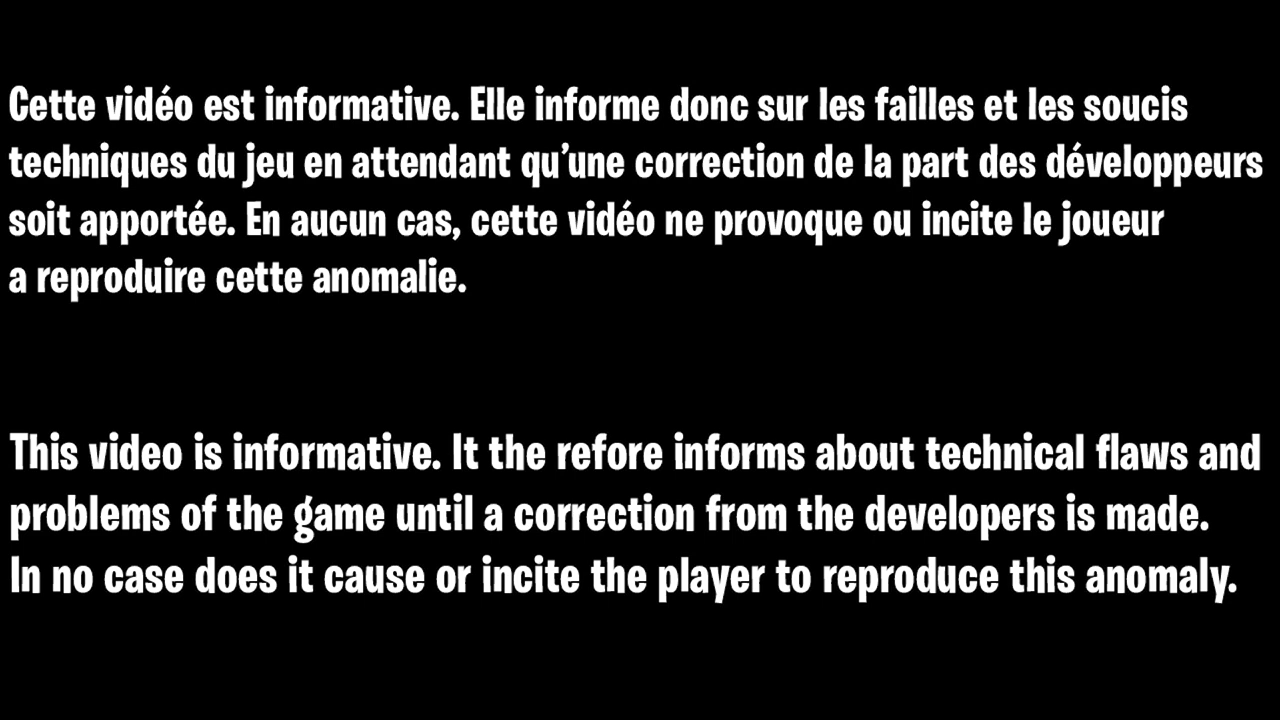 Cette vidéo est informative. Elle informe donc sur les failles et les soucis
techniques du jeu en attendant qu'une correction de la part des développeurs
soit apportée. En aucun cas, cette vidéo ne provoque ou incite le joueur
a reproduire cette anomalie.
This video is informative. It the refore informs about technical flaws and
problems of the game until a correction from the developers is made.
In no case does it cause or incite the player to reproduce this anomaly.